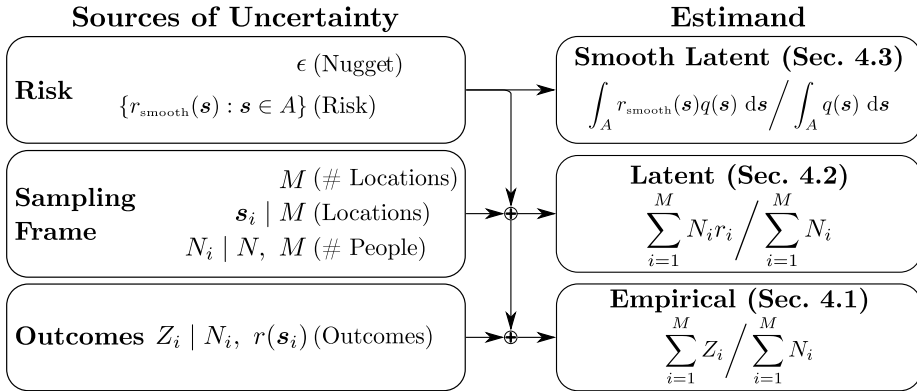 Sources of Uncertainty
Risk
ϵ (Nugget)
{r_smooth(s) : s ∈ A} (Risk)
Sampling
Frame
M (# Locations)
s_i | M (Locations)
N_i | N, M (# People)
Outcomes Z_i | N_i, r(s_i) (Outcomes)
Estimand
Smooth Latent (Sec. 4.3)
∫_A r_smooth(s)q(s) ds / ∫_A q(s) ds
Latent (Sec. 4.2)
∑_{i=1}^{M} N_i r_i / ∑_{i=1}^{M} N_i
Empirical (Sec. 4.1)
∑_{i=1}^{M} Z_i / ∑_{i=1}^{M} N_i